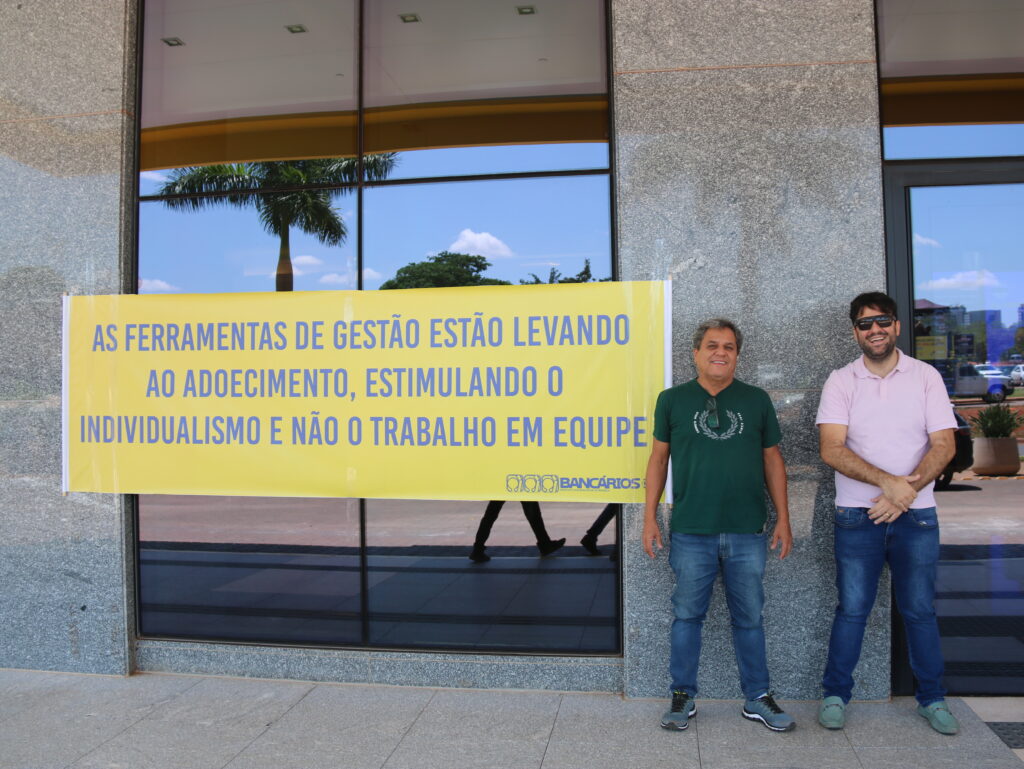 AS FERRAMENTAS DE GESTÃO ESTÃO LEVANDO
AO ADOECIMENTO, ESTIMULANDO O
INDIVIDUALISMO E NÃO O TRABALHO EM EQUIPE
BANCÁRIOS